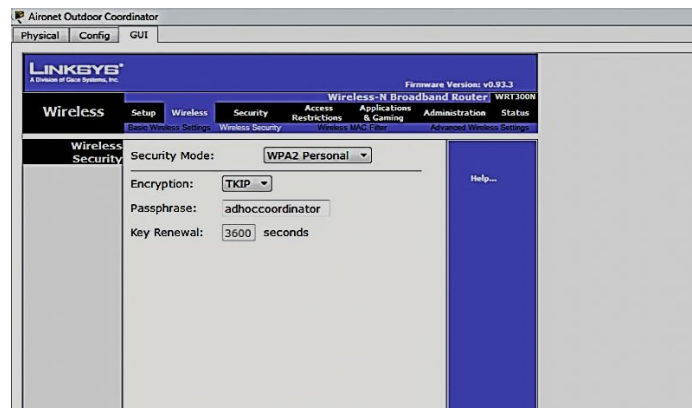 Aironet Outdoor Coordinator
Physical Config GUI
LINKSYS
A Division of Cisco Systems, Inc.
Firmware Version: v0.93.3
Wireless-N Broadband Router WRT300N
Wireless
Setup Wireless Security Access Restrictions Applications & Gaming Administration Status
Basic Wireless Settings Wireless Security Wireless MAC Filter Advanced Wireless Settings
Wireless Security
Security Mode: WPA2 Personal
Help...
Encryption: TKIP
Passphrase: adhoccoordinator
Key Renewal: 3600 seconds